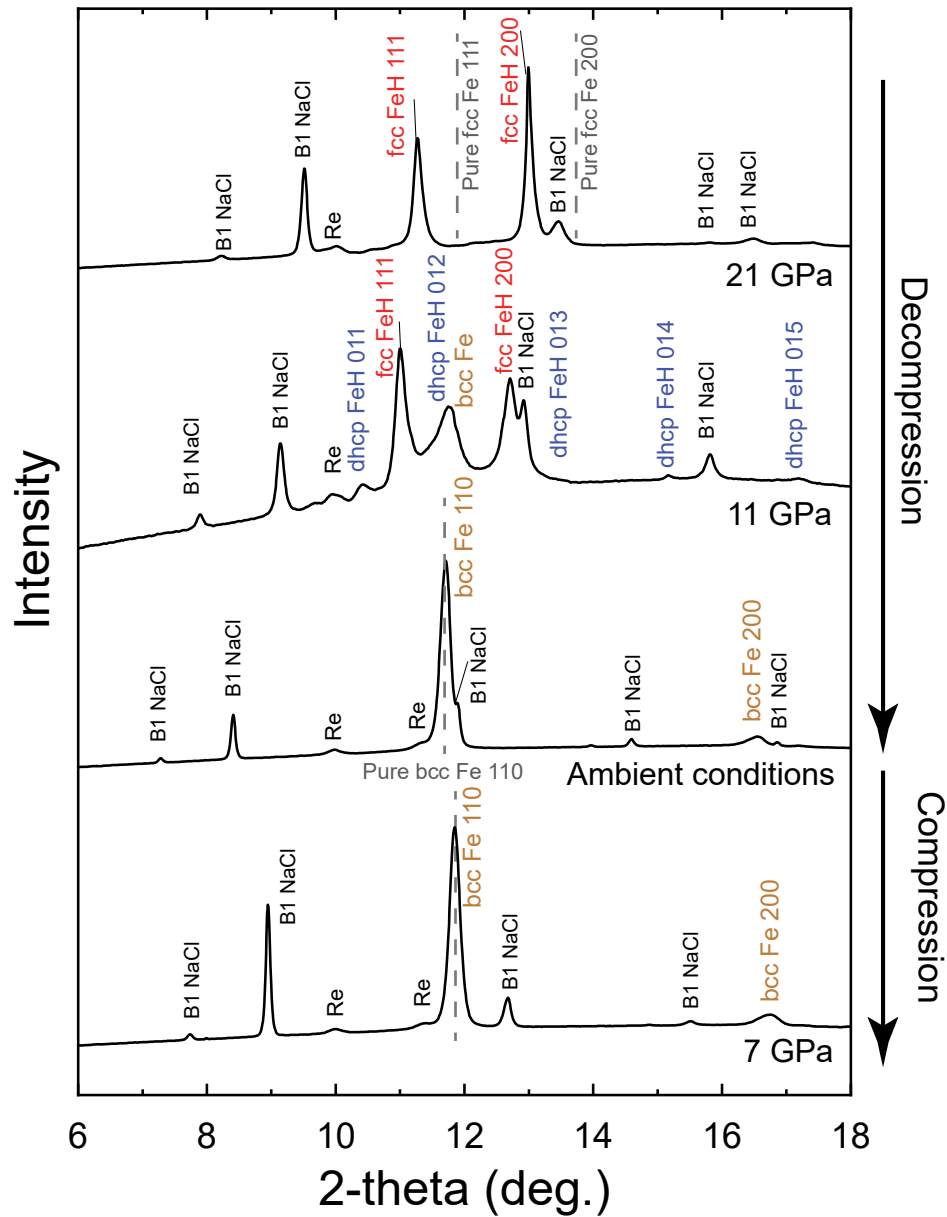 fcc FeH 111
Pure fcc Fe 111
fcc FeH 200
Pure fcc Fe 200
B1 NaCl
B1 NaCl
Re
B1 NaCl
B1 NaCl
B1 NaCl
21 GPa
B1 NaCl
B1 NaCl
Re
dhcp FeH 011
fcc FeH 111
dhcp FeH 012
bcc Fe
fcc FeH 200
B1 NaCl
dhcp FeH 013
dhcp FeH 014
B1 NaCl
dhcp FeH 015
11 GPa
B1 NaCl
B1 NaCl
Re
Re
bcc Fe 110
B1 NaCl
B1 NaCl
bcc Fe 200
B1 NaCl
Pure bcc Fe 110
Ambient conditions
B1 NaCl
B1 NaCl
Re
Re
bcc Fe 110
B1 NaCl
B1 NaCl
bcc Fe 200
7 GPa
Decompression
Compression
Intensity
6 8 10 12 14 16 18
2-theta (deg.)